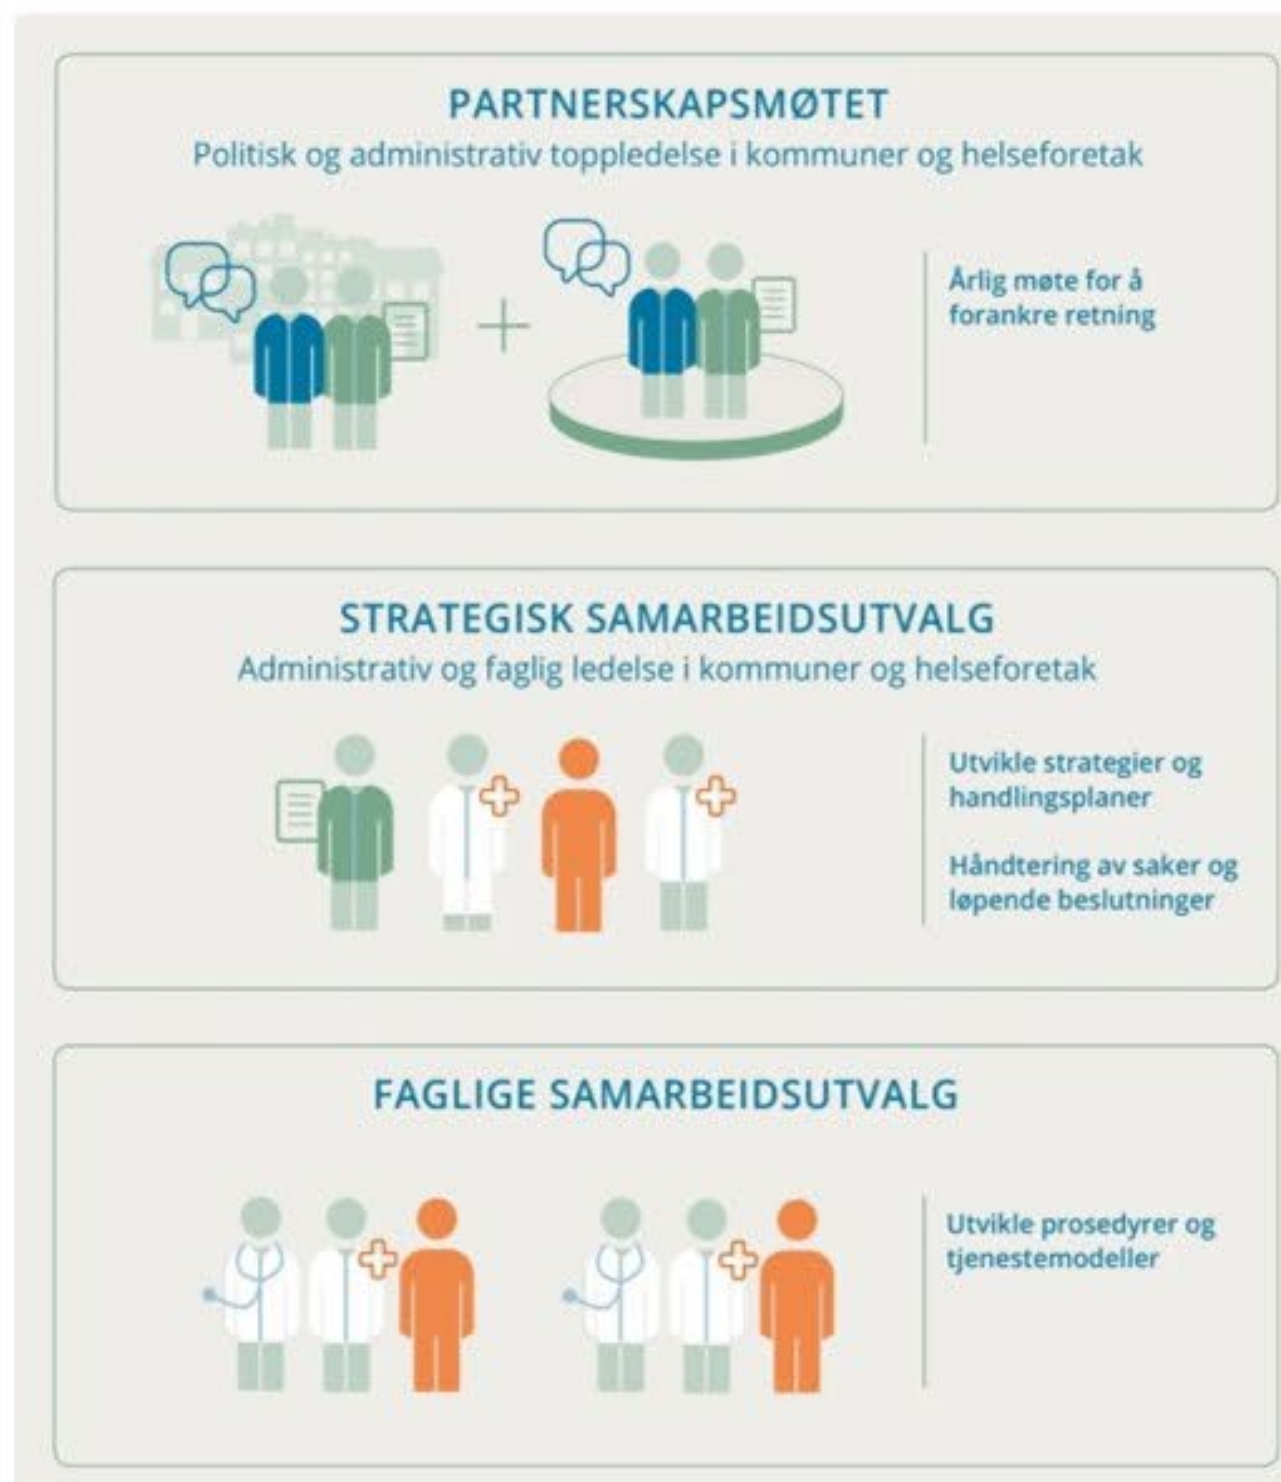 PARTNERSKAPSMØTET
Politisk og administrativ toppledelse i kommuner og helseforetak
Årlig møte for å
forankre retning
STRATEGISK SAMARBEIDSUTVALG
Administrativ og faglig ledelse i kommuner og helseforetak
Utvikle strategier og
handlingsplaner
Håndtering av saker og
løpende beslutninger
FAGLIGE SAMARBEIDSUTVALG
Utvikle prosedyrer og
tjenestemodeller